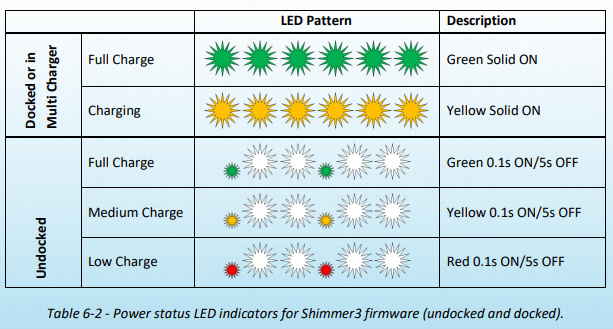 LED Pattern Description
Docked or in
Multi Charger
Full Charge Green Solid ON
Charging Yellow Solid ON
Undocked
Full Charge Green 0.1s ON/5s OFF
Medium Charge Yellow 0.1s ON/5s OFF
Low Charge Red 0.1s ON/5s OFF
Table 6-2 - Power status LED indicators for Shimmer3 firmware (undocked and docked).